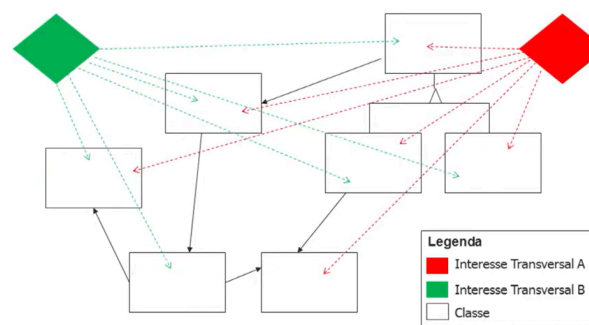 Legenda
Interesse Transversal A
Interesse Transversal B
Classe